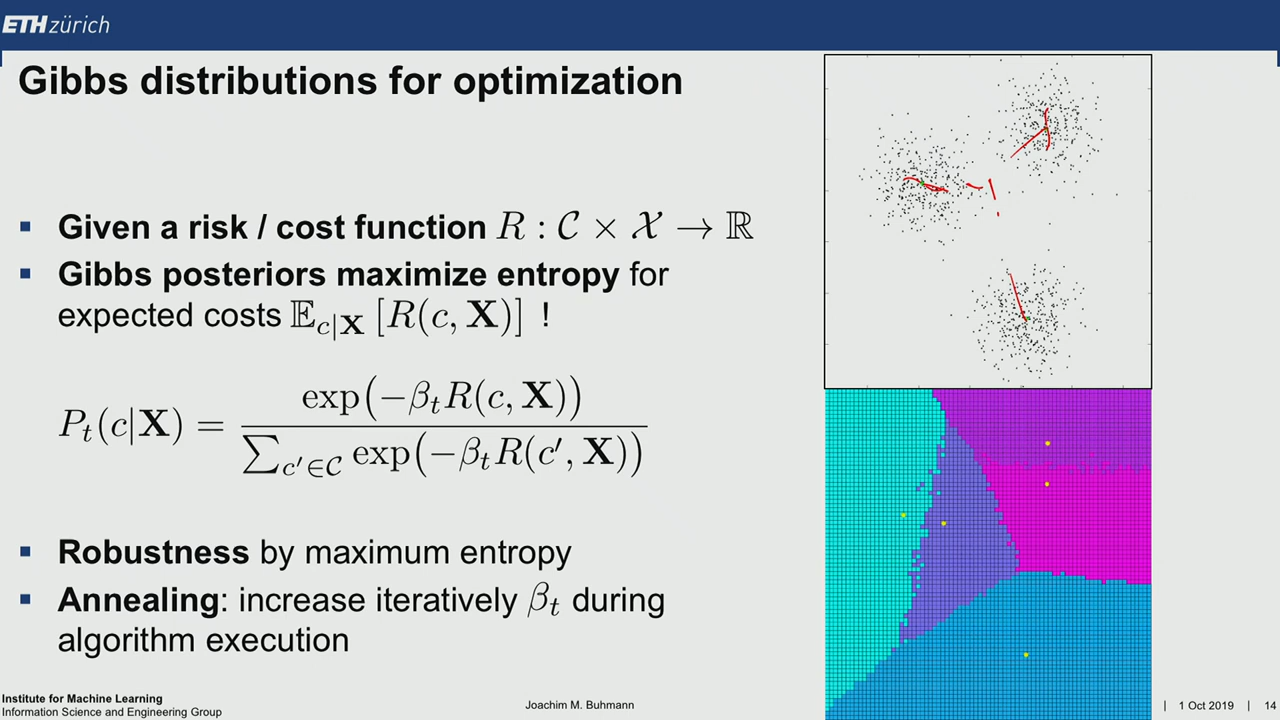 ETH zürich
Gibbs distributions for optimization
▪ Given a risk / cost function R : 𝒞 × 𝒳 → ℝ
▪ Gibbs posteriors maximize entropy for
expected costs 𝔼_{c|𝐗} [R(c, 𝐗)] !
P_t(c|𝐗) = exp(−β_t R(c, 𝐗)) / ∑_{c′∈𝒞} exp(−β_t R(c′, 𝐗))
▪ Robustness by maximum entropy
▪ Annealing: increase iteratively β_t during
algorithm execution
Institute for Machine Learning
Information Science and Engineering Group
Joachim M. Buhmann
| 1 Oct 2019 | 14